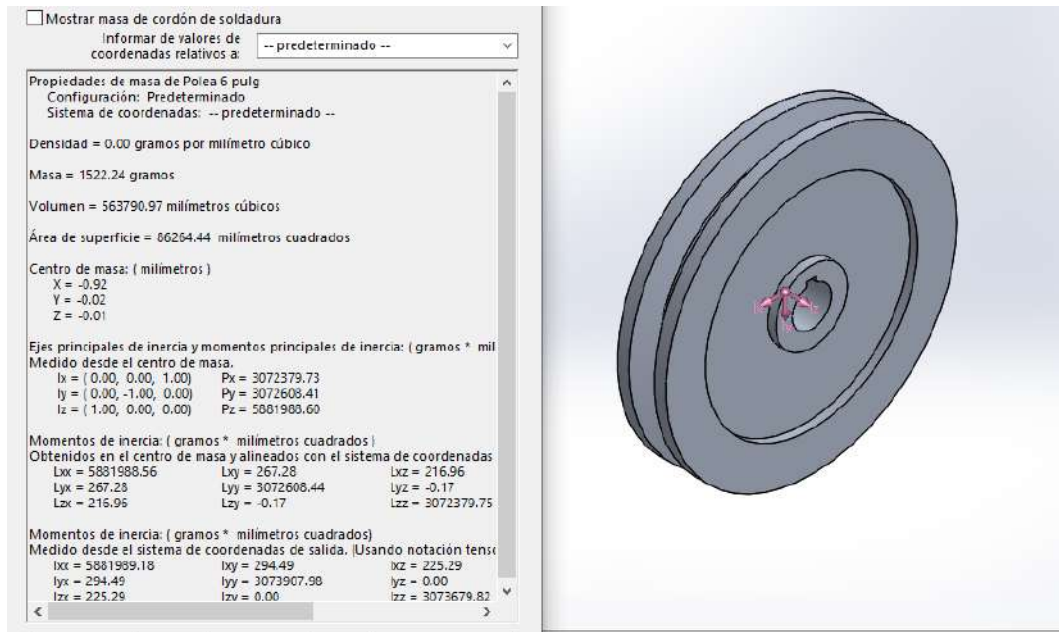 Mostrar masa de cordón de soldadura
Informar de valores de
coordenadas relativos a:
-- predeterminado --
Propiedades de masa de Polea 6 pulg
Configuración: Predeterminado
Sistema de coordenadas: -- predeterminado --
Densidad = 0.00 gramos por milímetro cúbico
Masa = 1522.24 gramos
Volumen = 563790.97 milímetros cúbicos
Área de superficie = 86264.44 milímetros cuadrados
Centro de masa: ( milímetros )
X = -0.92
Y = -0.02
Z = -0.01
Ejes principales de inercia y momentos principales de inercia: ( gramos * mil
Medido desde el centro de masa.
Ix = ( 0.00, 0.00, 1.00) Px = 3072379.73
Iy = ( 0.00, -1.00, 0.00) Py = 3072608.41
Iz = ( 1.00, 0.00, 0.00) Pz = 5881988.60
Momentos de inercia: ( gramos * milímetros cuadrados )
Obtenidos en el centro de masa y alineados con el sistema de coordenadas
Lxx = 5881988.56 Lxy = 267.28 Lxz = 216.96
Lyx = 267.28 Lyy = 3072608.44 Lyz = -0.17
Lzx = 216.96 Lzy = -0.17 Lzz = 3072379.75
Momentos de inercia: ( gramos * milímetros cuadrados)
Medido desde el sistema de coordenadas de salida. (Usando notación tenso
Ixx = 5881989.18 Ixy = 294.49 Ixz = 225.29
Iyx = 294.49 Iyy = 3073907.98 Iyz = 0.00
Izx = 225.29 Izy = 0.00 Izz = 3073679.82